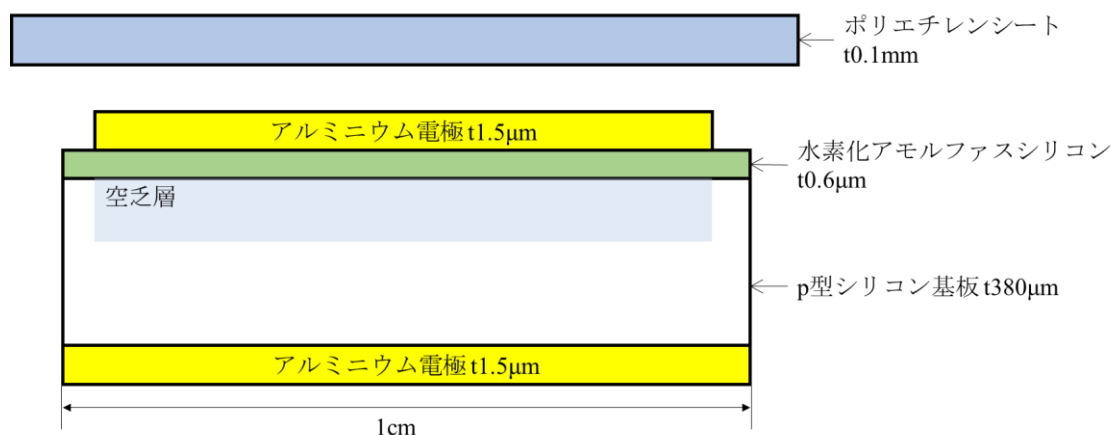 ポリエチレンシート
t0.1mm
アルミニウム電極t1.5μm
水素化アモルファスシリコン
t0.6μm
空乏層
p型シリコン基板t380μm
アルミニウム電極t1.5μm
1cm